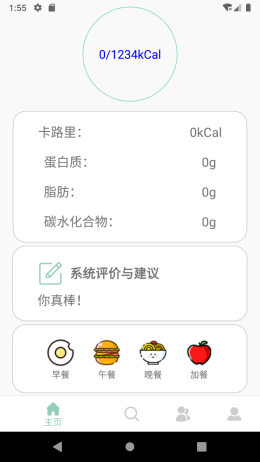 1:55
0/1234kCal
卡路里: 0kCal
蛋白质: 0g
脂肪: 0g
碳水化合物: 0g
系统评价与建议
你真棒！
早餐 午餐 晚餐 加餐
主页